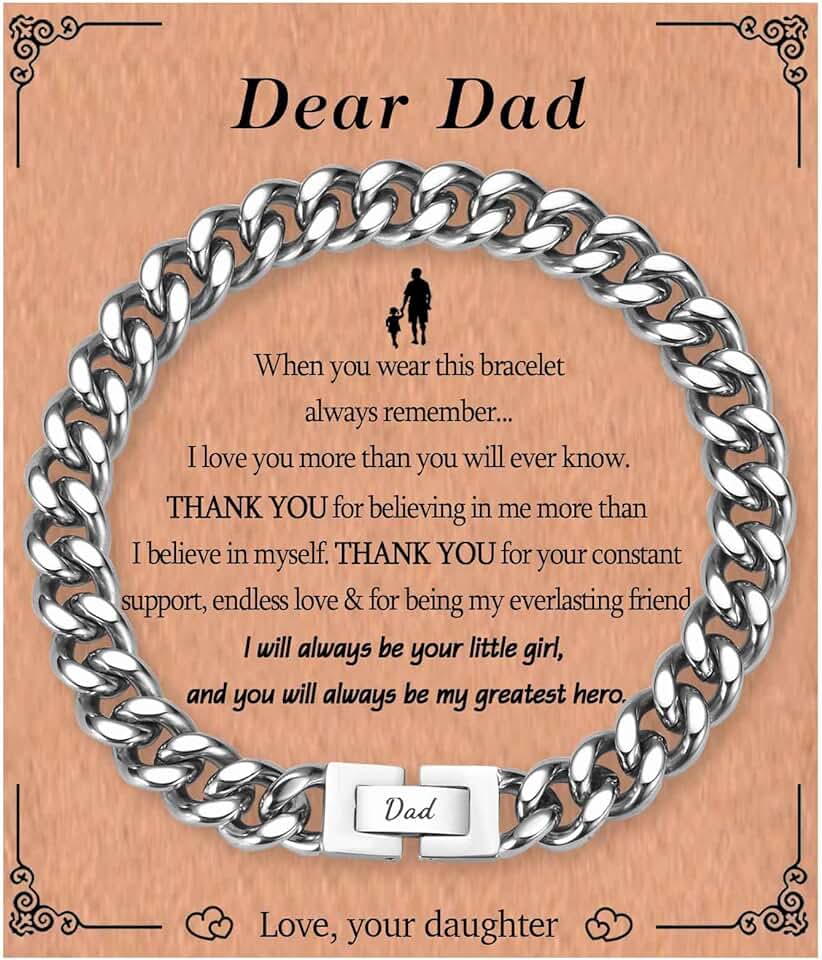 Dear Dad
When you wear this bracelet
always remember...
I love you more than you will ever know.
THANK YOU for believing in me more than
I believe in myself. THANK YOU for your constant
support, endless love & for being my everlasting friend
I will always be your little girl,
and you will always be my greatest hero.
Dad
Love, your daughter